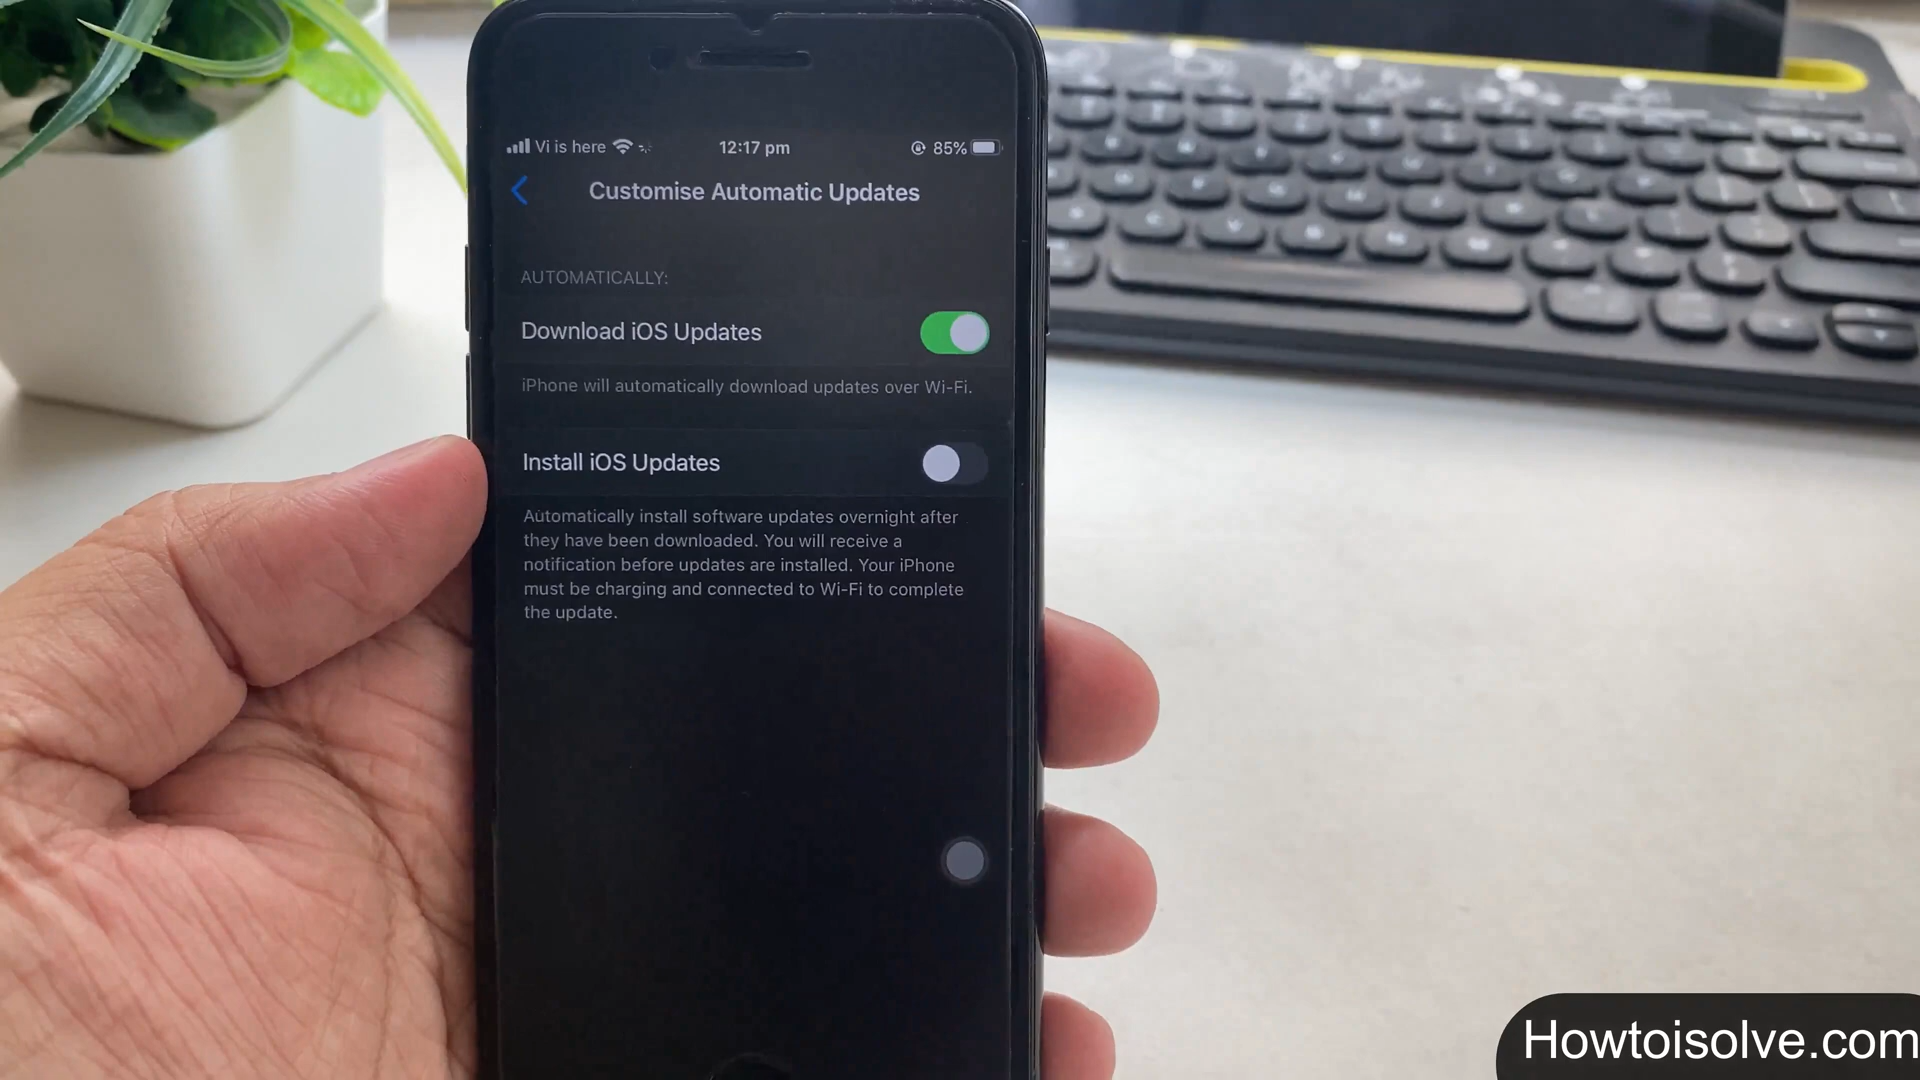 Vi is here 12:17 pm 85%
Customise Automatic Updates
AUTOMATICALLY:
Download iOS Updates
iPhone will automatically download updates over Wi-Fi.
Install iOS Updates
Automatically install software updates overnight after
they have been downloaded. You will receive a
notification before updates are installed. Your iPhone
must be charging and connected to Wi-Fi to complete
the update.
Howtoisolve.com